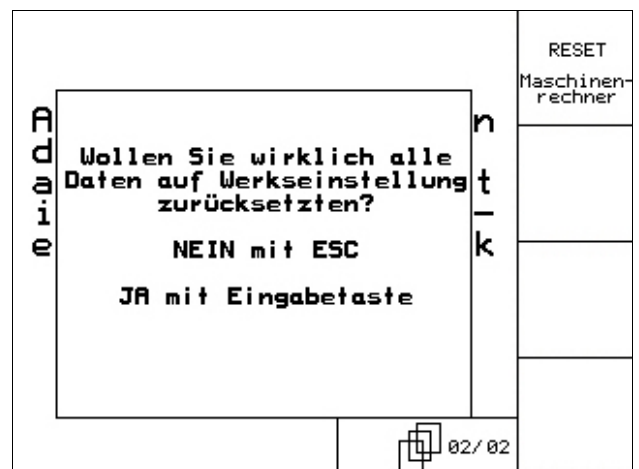 RESET
Maschinen-
rechner
A n
d
Wollen Sie wirklich alle
a Daten auf Werkseinstellung t
i zurücksetzten? –
e NEIN mit ESC k
JA mit Eingabetaste
02/02